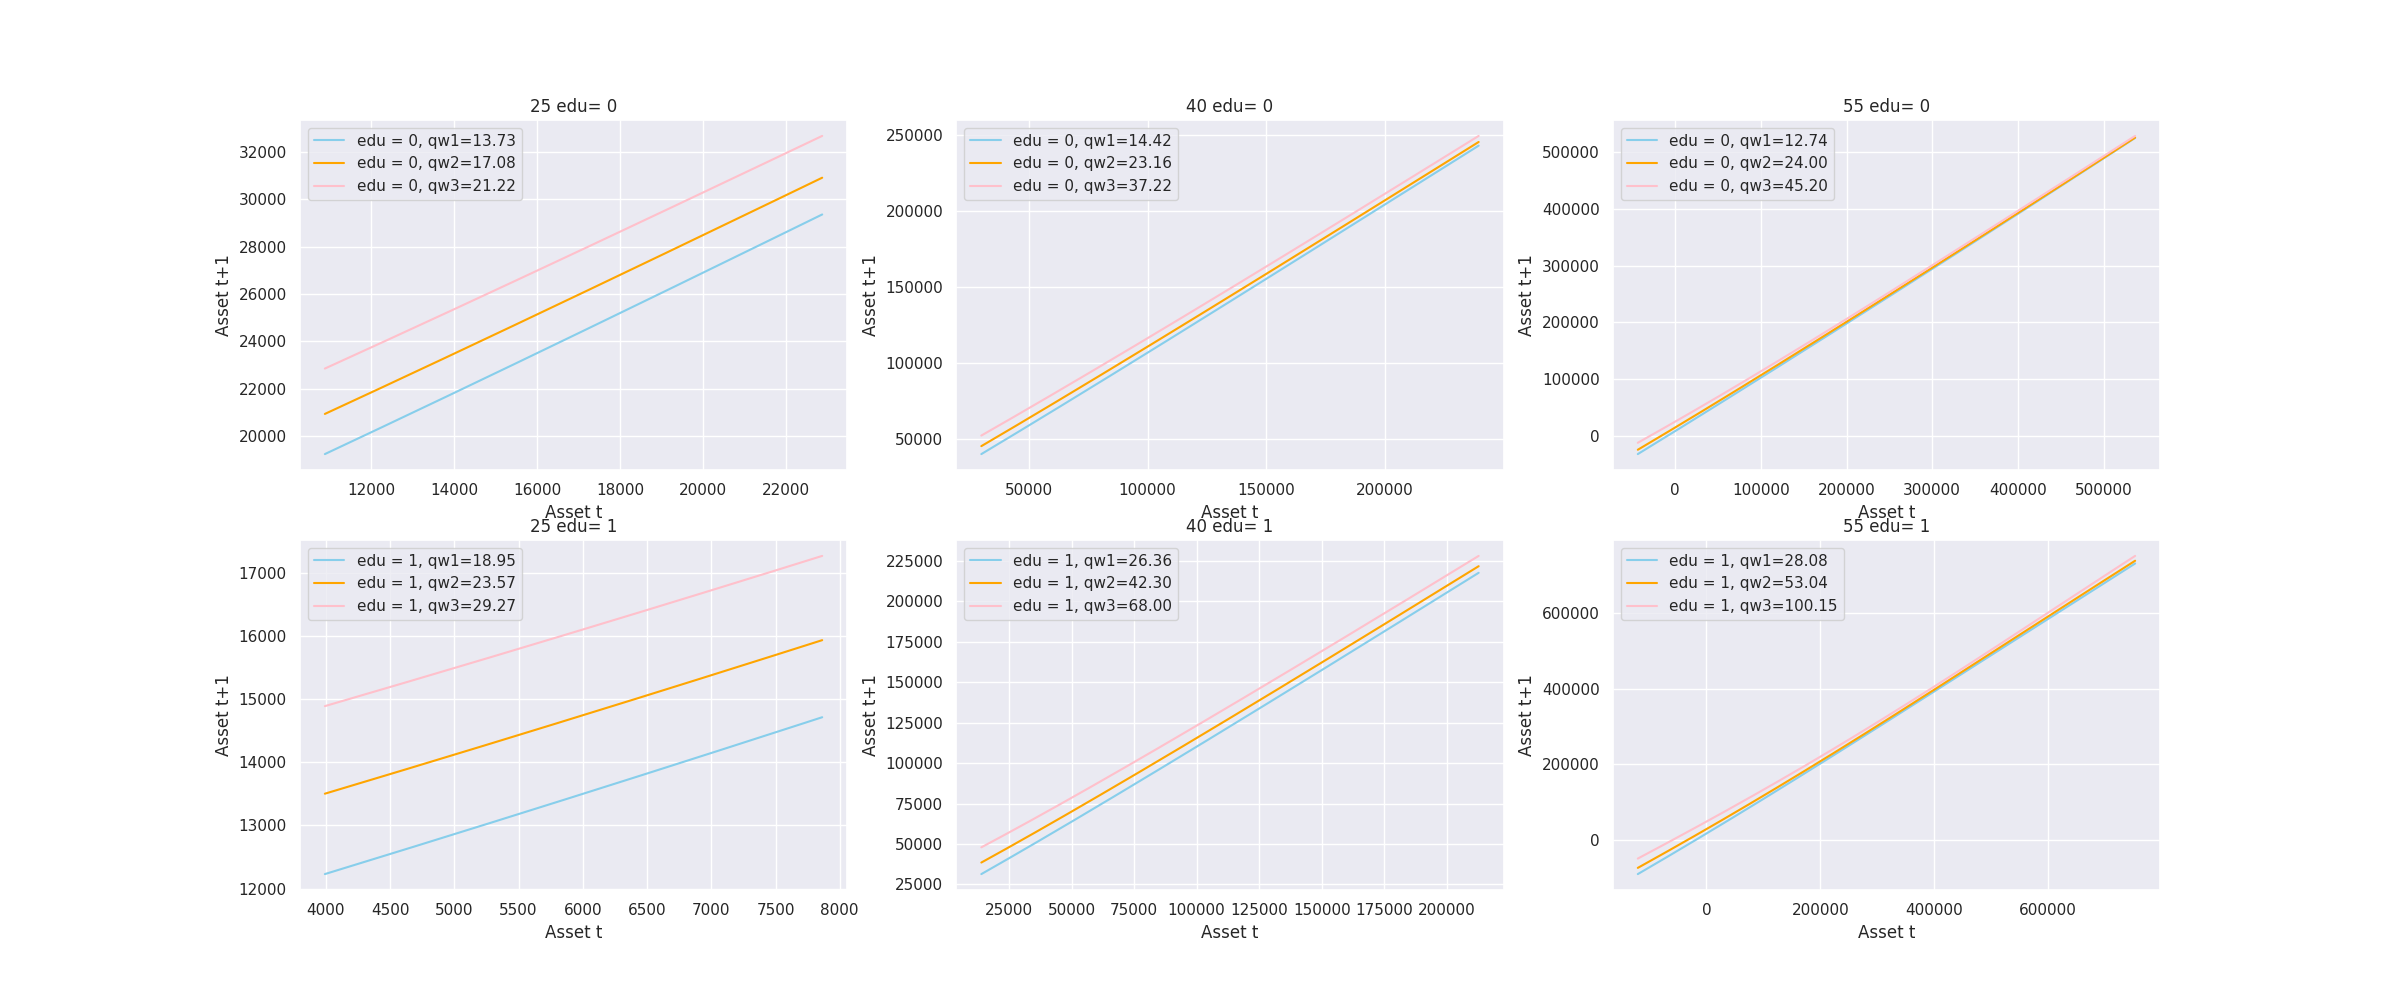 25 edu= 0
edu = 0, qw1=13.73
edu = 0, qw2=17.08
edu = 0, qw3=21.22
32000
30000
28000
26000
24000
22000
20000
Asset t+1
12000 14000 16000 18000 20000 22000
Asset t
40 edu= 0
edu = 0, qw1=14.42
edu = 0, qw2=23.16
edu = 0, qw3=37.22
250000
200000
150000
100000
50000
Asset t+1
50000 100000 150000 200000
Asset t
55 edu= 0
edu = 0, qw1=12.74
edu = 0, qw2=24.00
edu = 0, qw3=45.20
500000
400000
300000
200000
100000
0
Asset t+1
0 100000 200000 300000 400000 500000
Asset t
25 edu= 1
edu = 1, qw1=18.95
edu = 1, qw2=23.57
edu = 1, qw3=29.27
17000
16000
15000
14000
13000
12000
Asset t+1
4000 4500 5000 5500 6000 6500 7000 7500 8000
Asset t
40 edu= 1
edu = 1, qw1=26.36
edu = 1, qw2=42.30
edu = 1, qw3=68.00
225000
200000
175000
150000
125000
100000
75000
50000
25000
Asset t+1
25000 50000 75000 100000 125000 150000 175000 200000
Asset t
55 edu= 1
edu = 1, qw1=28.08
edu = 1, qw2=53.04
edu = 1, qw3=100.15
600000
400000
200000
0
Asset t+1
0 200000 400000 600000
Asset t